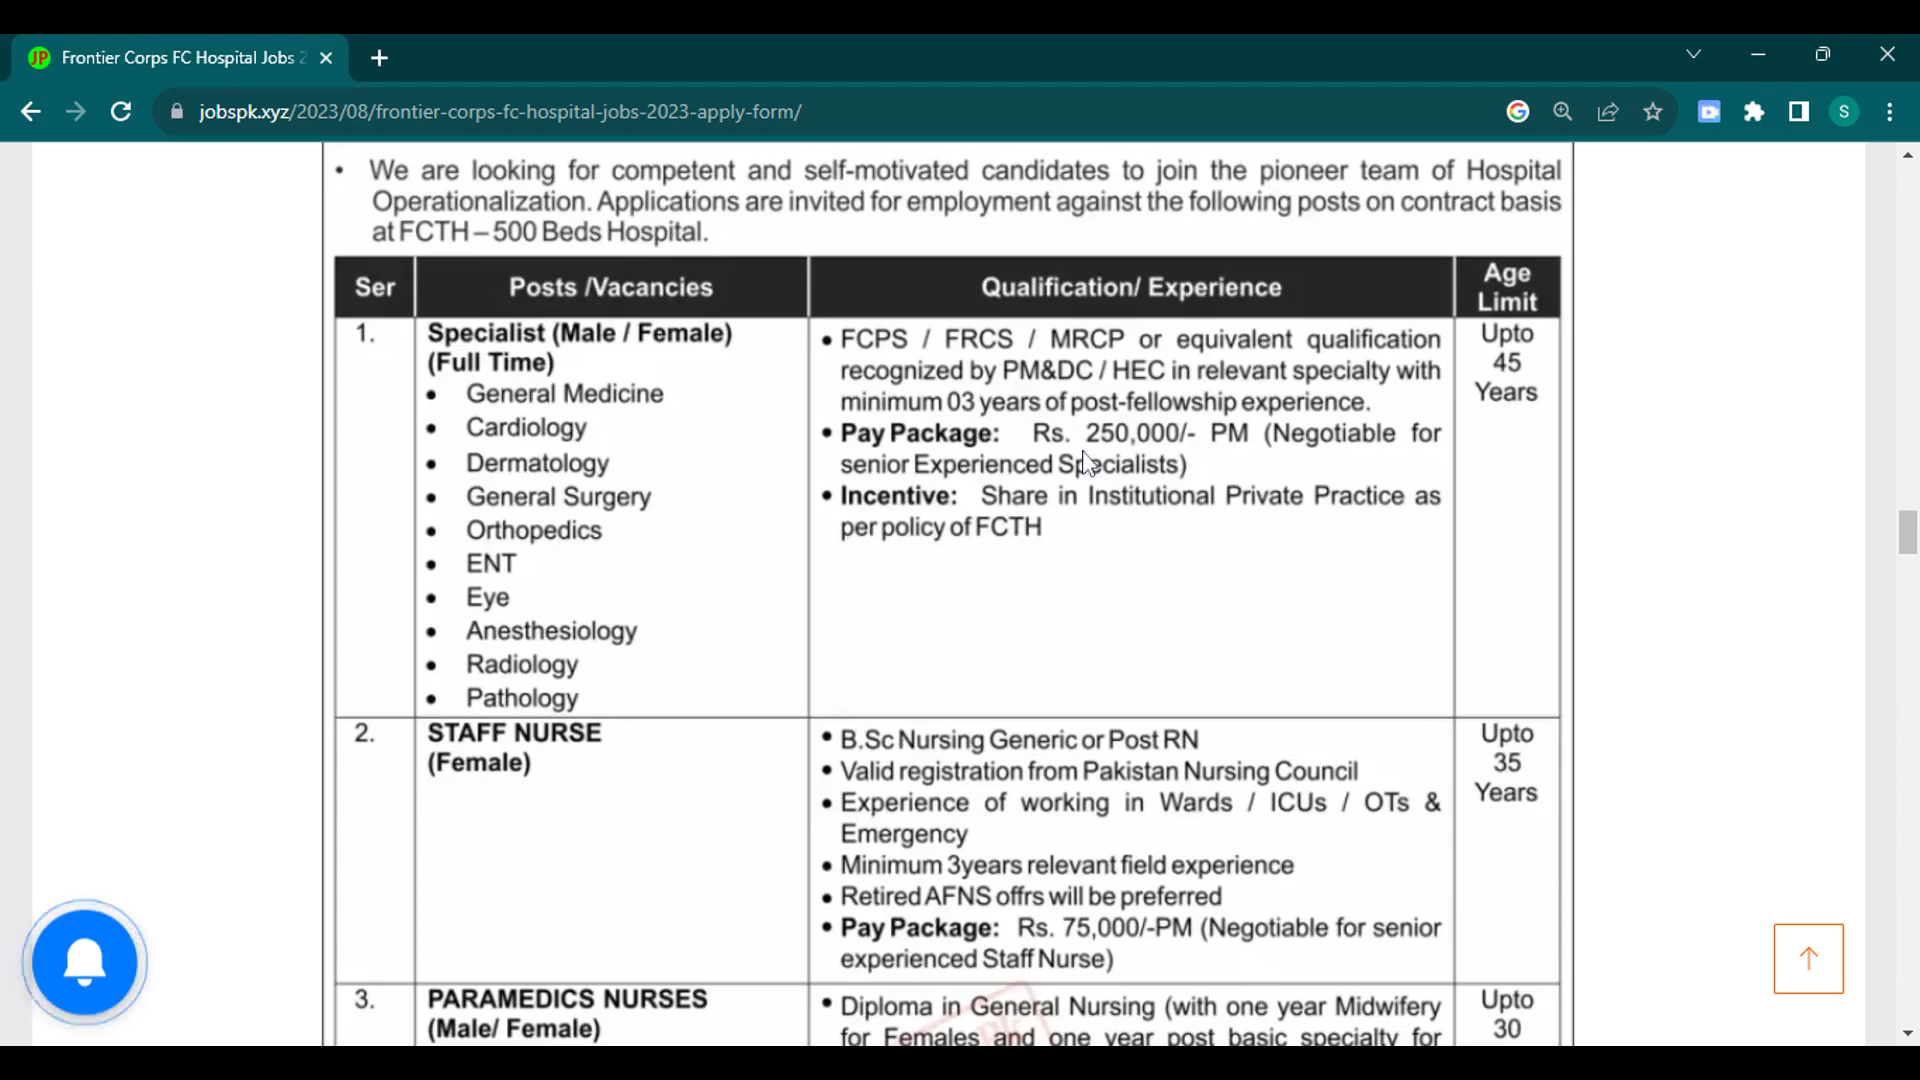 Frontier Corps FC Hospital Jobs 2
jobspk.xyz/2023/08/frontier-corps-fc-hospital-jobs-2023-apply-form/
S
• We are looking for competent and self-motivated candidates to join the pioneer team of Hospital
Operationalization. Applications are invited for employment against the following posts on contract basis
at FCTH – 500 Beds Hospital.
Ser Posts /Vacancies Qualification/ Experience Age
Limit
1. Specialist (Male / Female)
(Full Time)
• General Medicine
• Cardiology
• Dermatology
• General Surgery
• Orthopedics
• ENT
• Eye
• Anesthesiology
• Radiology
• Pathology
• FCPS / FRCS / MRCP or equivalent qualification
recognized by PM&DC / HEC in relevant specialty with
minimum 03 years of post-fellowship experience.
• Pay Package: Rs. 250,000/- PM (Negotiable for
senior Experienced Specialists)
• Incentive: Share in Institutional Private Practice as
per policy of FCTH
Upto
45
Years
2. STAFF NURSE
(Female)
• B.Sc Nursing Generic or Post RN
• Valid registration from Pakistan Nursing Council
• Experience of working in Wards / ICUs / OTs &
Emergency
• Minimum 3years relevant field experience
• Retired AFNS offrs will be preferred
• Pay Package: Rs. 75,000/-PM (Negotiable for senior
experienced Staff Nurse)
Upto
35
Years
3. PARAMEDICS NURSES
(Male/ Female)
• Diploma in General Nursing (with one year Midwifery
for Females and one year post basic specialty for
Upto
30